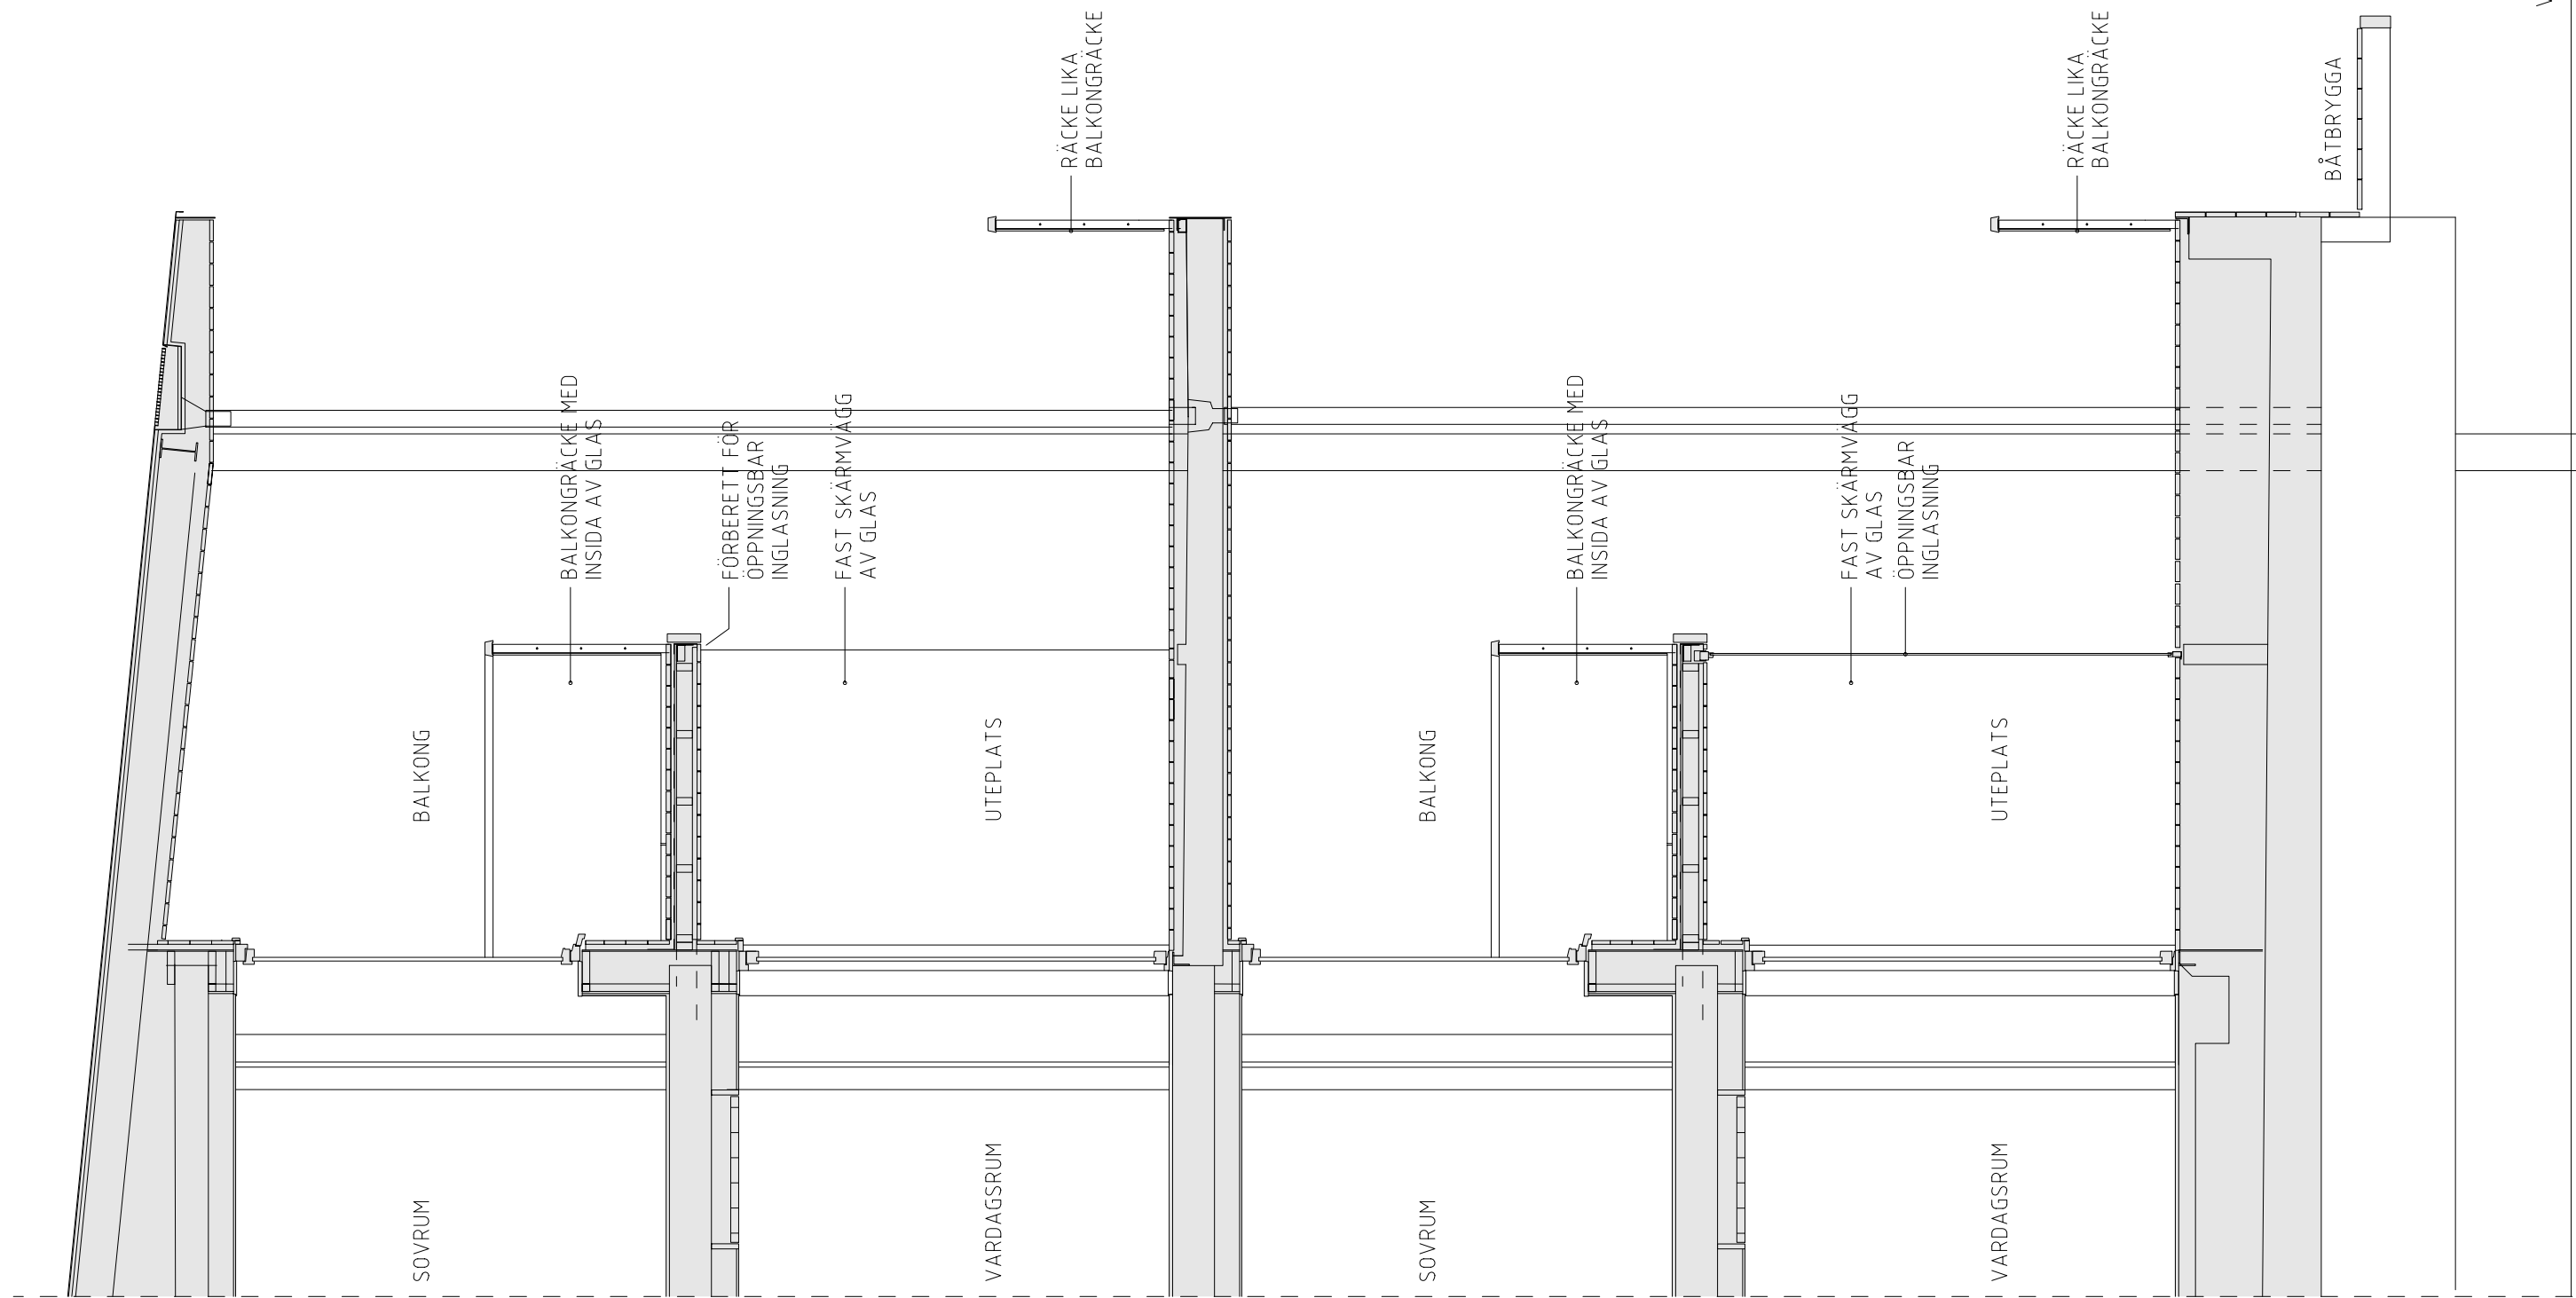 RÄCKE LIKA
BALKONGRÄCKE
RÄCKE LIKA
BALKONGRÄCKE
BÅTBRYGGA
BALKONGRÄCKE MED
INSIDA AV GLAS
FÖRBERETT FÖR
ÖPPNINGSBAR
INGLASNING
FAST SKÄRMVÄGG
AV GLAS
BALKONGRÄCKE MED
INSIDA AV GLAS
FAST SKÄRMVÄGG
AV GLAS
ÖPPNINGSBAR
INGLASNING
BALKONG
UTEPLATS
BALKONG
UTEPLATS
SOVRUM
VARDAGSRUM
SOVRUM
VARDAGSRUM